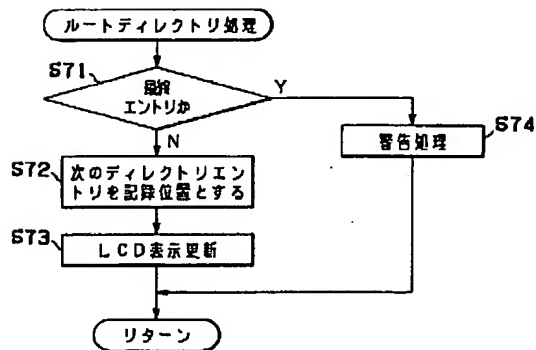 ルートディレクトリ処理
S71
最終
エントリか
Y
N
S74
警告処理
S72
次のディレクトリエン
トリを記録位置とする
S73
LCD表示更新
リターン